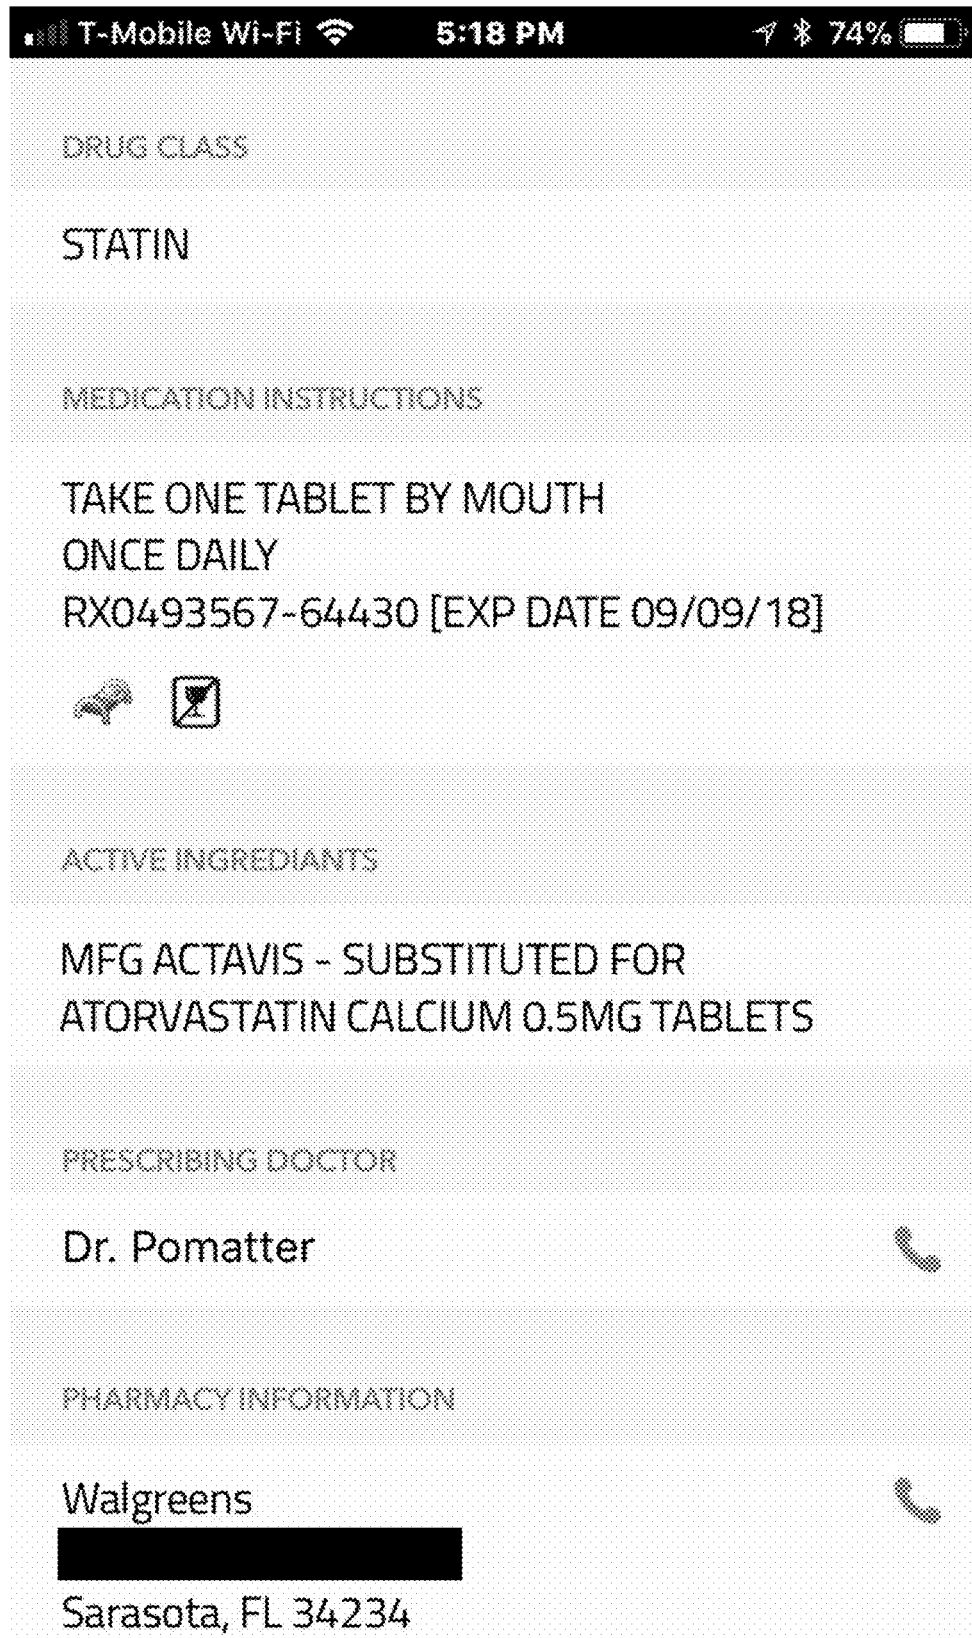 T-Mobile Wi-Fi 5:18 PM 74%
DRUG CLASS
STATIN
MEDICATION INSTRUCTIONS
TAKE ONE TABLET BY MOUTH
ONCE DAILY
RX0493567-64430 [EXP DATE 09/09/18]
ACTIVE INGREDIANTS
MFG ACTAVIS - SUBSTITUTED FOR
ATORVASTATIN CALCIUM 0.5MG TABLETS
PRESCRIBING DOCTOR
Dr. Pomatter
PHARMACY INFORMATION
Walgreens
Sarasota, FL 34234